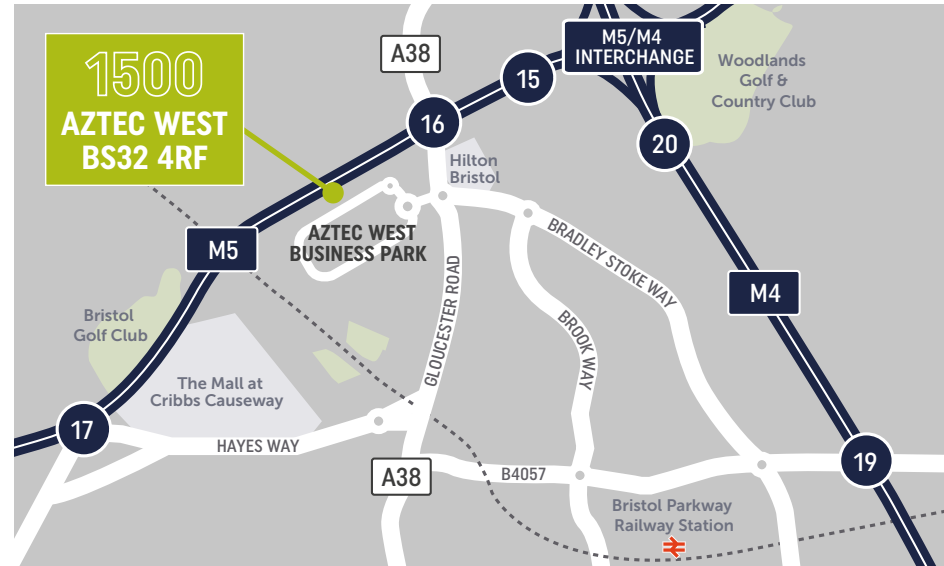 1500
AZTEC WEST
BS32 4RF
A38
M5/M4
INTERCHANGE
15
16
Woodlands
Golf &
Country Club
20
Hilton
Bristol
AZTEC WEST
BUSINESS PARK
M5
BRADLEY STOKE WAY
GLOUCESTER ROAD
BROOK WAY
M4
Bristol
Golf Club
The Mall at
Cribbs Causeway
17
HAYES WAY
A38
B4057
19
Bristol Parkway
Railway Station